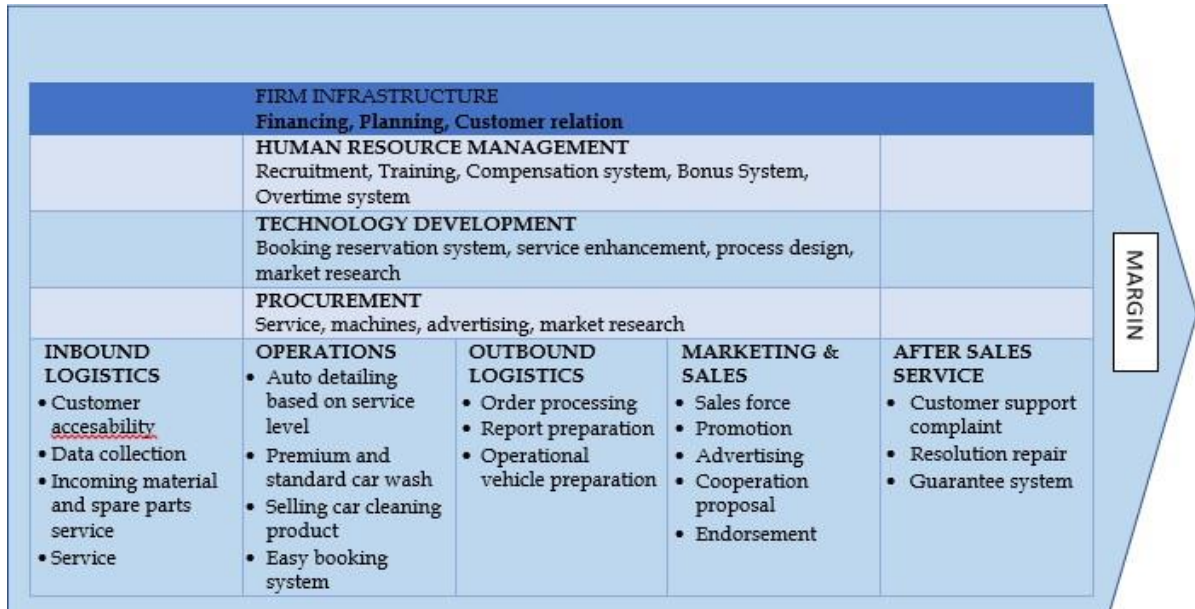 FIRM INFRASTRUCTURE
Financing, Planning, Customer relation
HUMAN RESOURCE MANAGEMENT
Recruitment, Training, Compensation system, Bonus System,
Overtime system
TECHNOLOGY DEVELOPMENT
Booking reservation system, service enhancement, process design,
market research
PROCUREMENT
Service, machines, advertising, market research
INBOUND
LOGISTICS
• Customer
accesability
• Data collection
• Incoming material
and spare parts
service
• Service
OPERATIONS
• Auto detailing
based on service
level
• Premium and
standard car wash
• Selling car cleaning
product
• Easy booking
system
OUTBOUND
LOGISTICS
• Order processing
• Report preparation
• Operational
vehicle preparation
MARKETING &
SALES
• Sales force
• Promotion
• Advertising
• Cooperation
proposal
• Endorsement
AFTER SALES
SERVICE
• Customer support
complaint
• Resolution repair
• Guarantee system
MARGIN